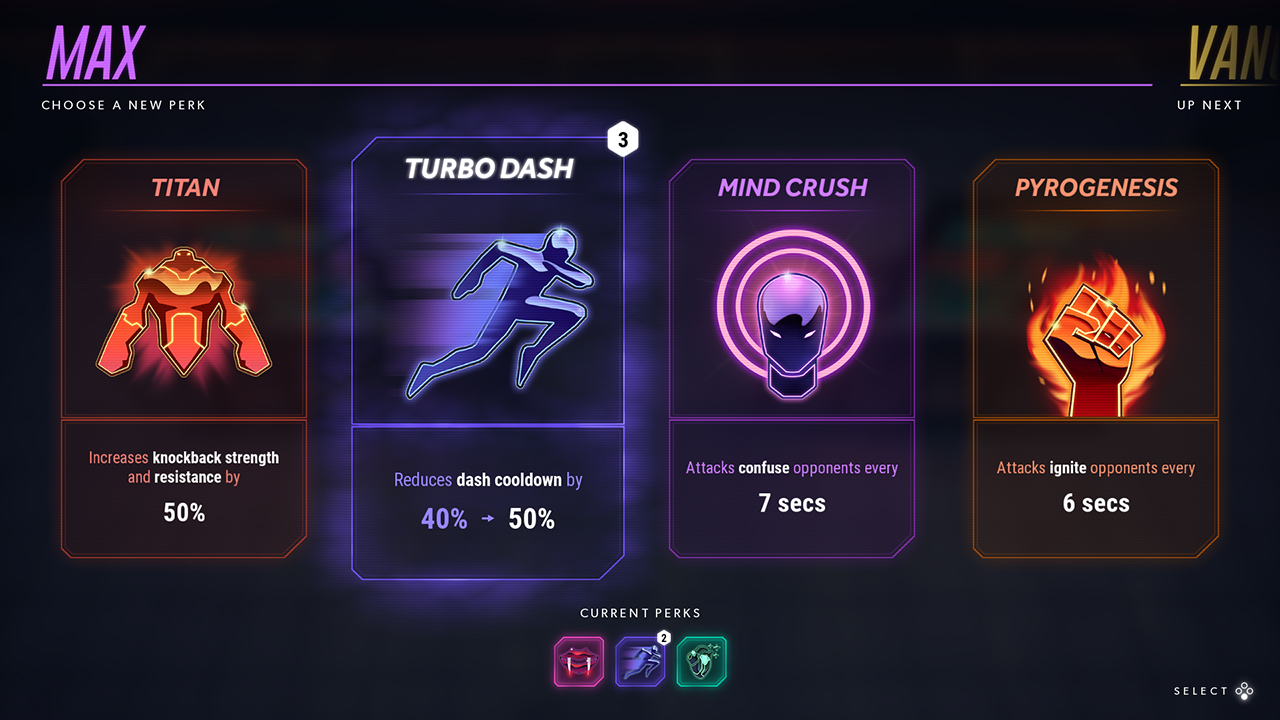 MAX
CHOOSE A NEW PERK
UP NEXT
TITAN
Increases knockback strength
and resistance by
50%
3
TURBO DASH
Reduces dash cooldown by
40% → 50%
MIND CRUSH
Attacks confuse opponents every
7 secs
PYROGENESIS
Attacks ignite opponents every
6 secs
CURRENT PERKS
2
SELECT